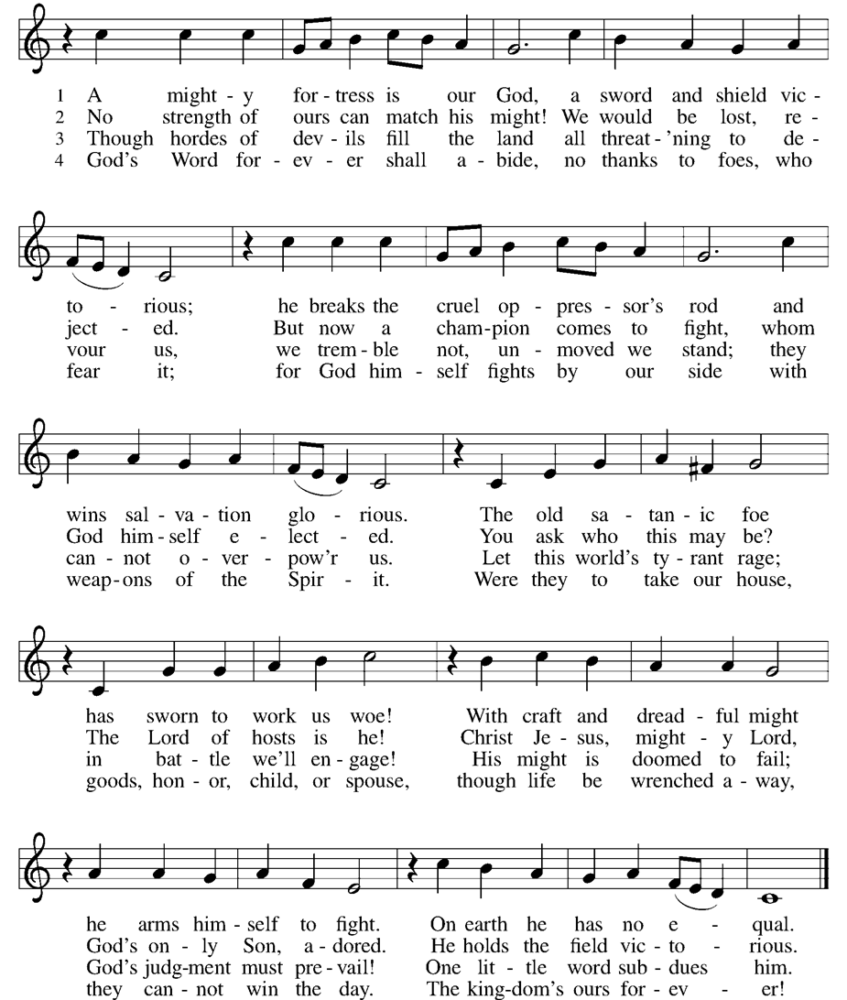 1 A might - y for - tress is our God, a sword and shield vic -
2 No strength of ours can match his might! We would be lost, re -
3 Though hordes of dev - ils fill the land all threat - ’ning to de -
4 God’s Word for - ev - er shall a - bide, no thanks to foes, who
to - rious; he breaks the cruel op - pres - sor’s rod and
ject - ed. But now a cham - pion comes to fight, whom
vour us, we trem - ble not, un - moved we stand; they
fear it; for God him - self fights by our side with
wins sal - va - tion glo - rious. The old sa - tan - ic foe
God him - self e - lect - ed. You ask who this may be?
can - not o - ver - pow’r us. Let this world’s ty - rant rage;
weap - ons of the Spir - it. Were they to take our house,
has sworn to work us woe! With craft and dread - ful might
The Lord of hosts is he! Christ Je - sus, might - y Lord,
in bat - tle we’ll en - gage! His might is doomed to fail;
goods, hon - or, child, or spouse, though life be wrenched a - way,
he arms him - self to fight. On earth he has no e - qual.
God’s on - ly Son, a - dored. He holds the field vic - to - rious.
God’s judg - ment must pre - vail! One lit - tle word sub - dues him.
they can - not win the day. The king - dom’s ours for - ev - er!